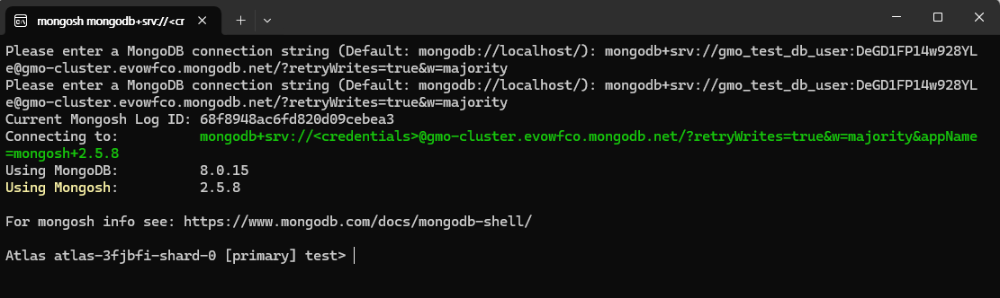 mongosh mongodb+srv://<cr
Please enter a MongoDB connection string (Default: mongodb://localhost/): mongodb+srv://gmo_test_db_user:DeGD1FP14w928YL
e@gmo-cluster.evowfco.mongodb.net/?retryWrites=true&w=majority
Please enter a MongoDB connection string (Default: mongodb://localhost/): mongodb+srv://gmo_test_db_user:DeGD1FP14w928YL
e@gmo-cluster.evowfco.mongodb.net/?retryWrites=true&w=majority
Current Mongosh Log ID: 68f8948ac6fd820d09cebea3
Connecting to: mongodb+srv://<credentials>@gmo-cluster.evowfco.mongodb.net/?retryWrites=true&w=majority&appName
=mongosh+2.5.8
Using MongoDB: 8.0.15
Using Mongosh: 2.5.8
For mongosh info see: https://www.mongodb.com/docs/mongodb-shell/
Atlas atlas-3fjbfi-shard-0 [primary] test>